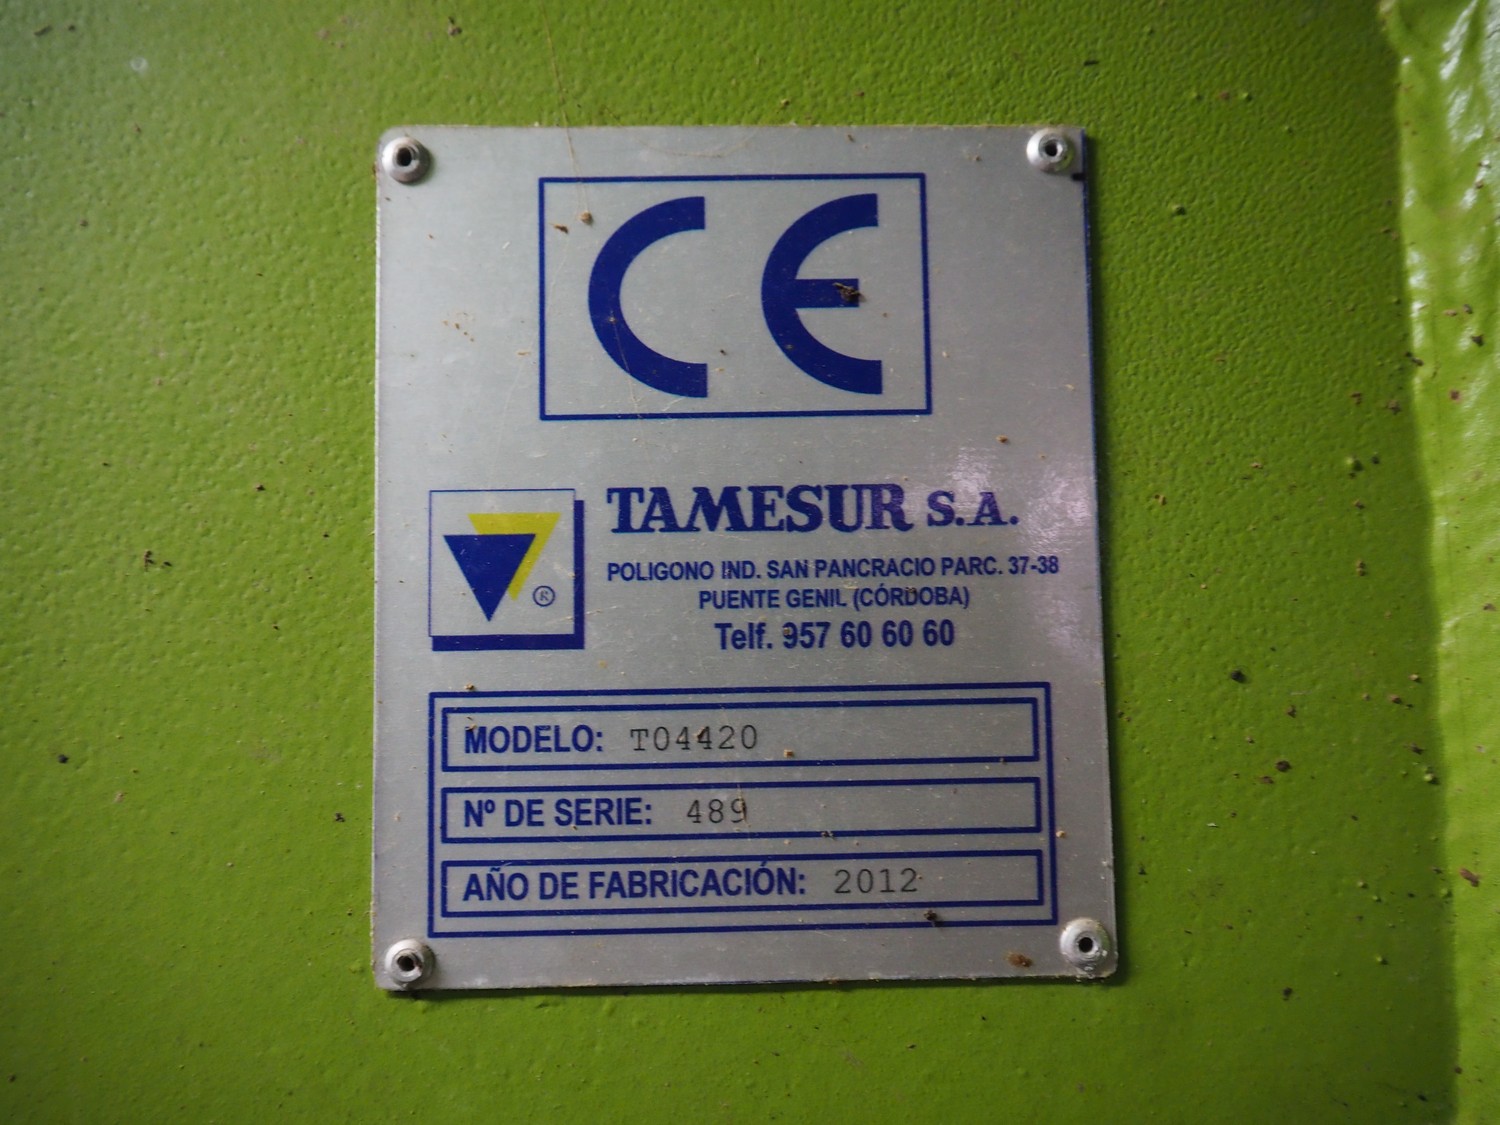 CE
TAMESUR S.A.
POLIGONO IND. SAN PANCRACIO PARC. 37-38
PUENTE GENIL (CÓRDOBA)
®
Telf. 957 60 60 60
MODELO: T04420
Nº DE SERIE: 489
AÑO DE FABRICACIÓN: 2012